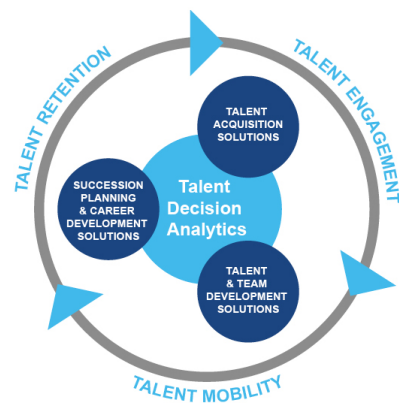 TALENT RETENTION
TALENT ENGAGEMENT
TALENT
ACQUISITION
SOLUTIONS
SUCCESSION
PLANNING
& CAREER
DEVELOPMENT
SOLUTIONS
Talent
Decision
Analytics
TALENT
& TEAM
DEVELOPMENT
SOLUTIONS
TALENT MOBILITY